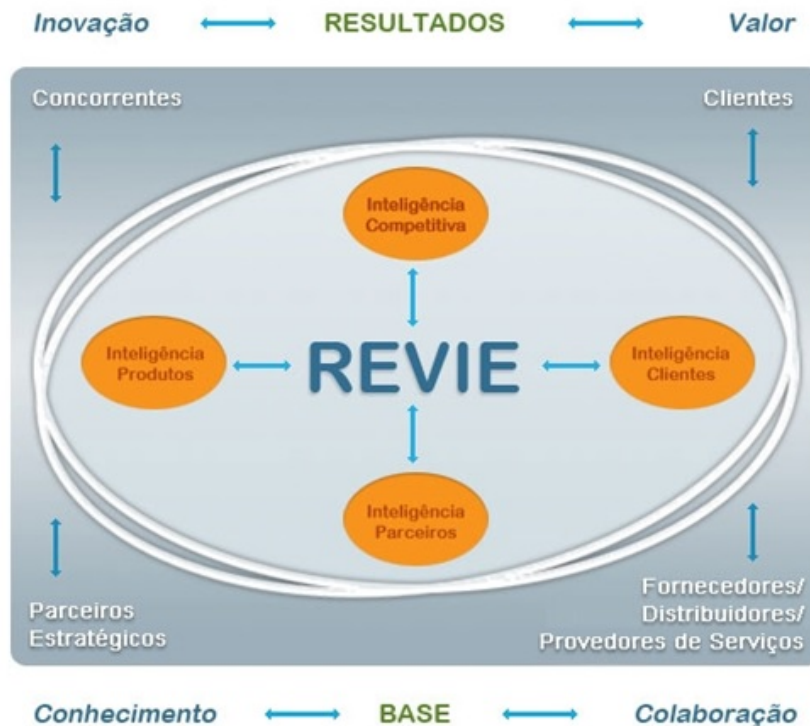 Inovação RESULTADOS Valor
Concorrentes Clientes
Inteligência
Competitiva
Inteligência
Produtos
REVIE
Inteligência
Clientes
Inteligência
Parceiros
Parceiros
Estratégicos
Fornecedores/
Distribuidores/
Provedores de Serviços
Conhecimento BASE Colaboração